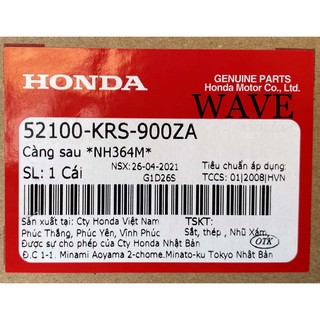 HONDA
GENUINE PARTS
Honda Motor Co., Ltd.
WAVE
52100-KRS-900ZA
Càng sau *NH364M*
NSX:26-04-2021
Tiêu chuẩn áp dụng:
SL: 1 Cái
G1D26S
TCCS: 01|2008|HVN
Sản xuất tại: Cty Honda Việt Nam
TSKT:
Phúc Thắng, Phúc Yên, Vĩnh Phúc
Sắt, thép , Nhũ Xám,
Được sự cho phép của Cty Honda Nhật Bản
OTK
Đ.C 1-1. Minami Aoyama 2-chome.Minato-ku Tokyo Nhật Bản